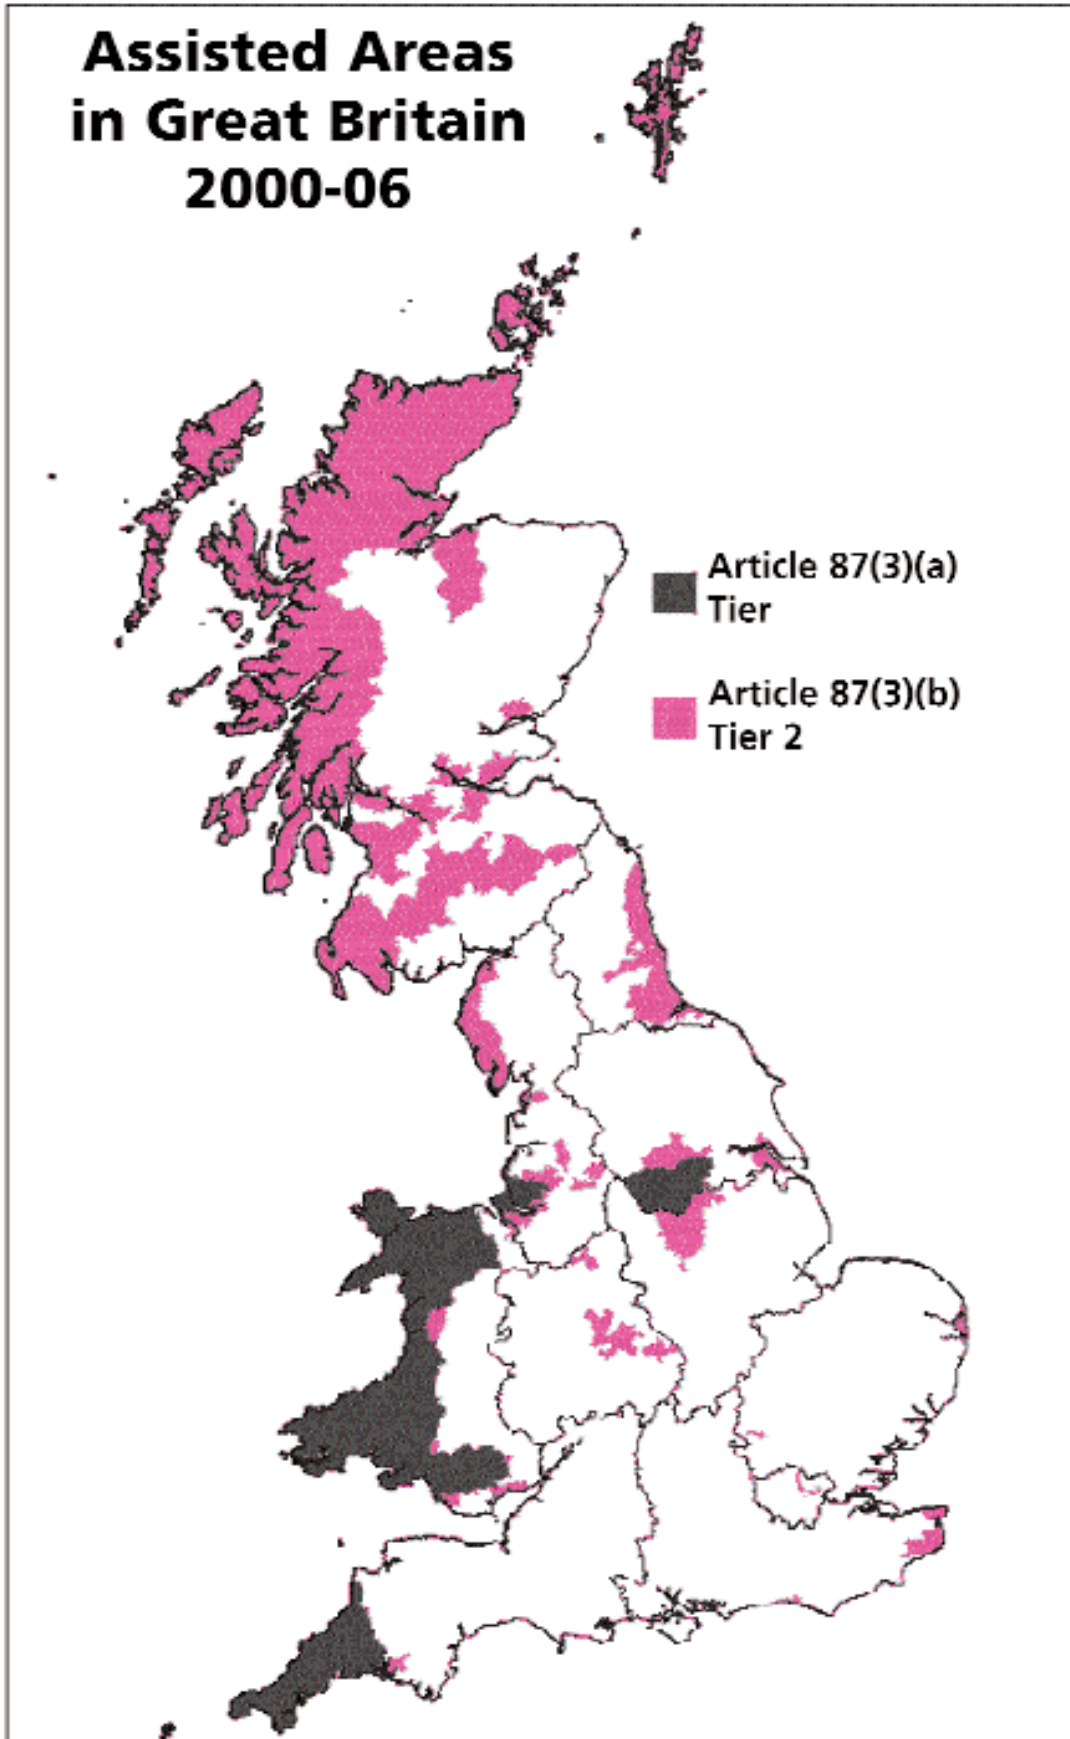 Assisted Areas
in Great Britain
2000-06
Article 87(3)(a)
Tier
Article 87(3)(b)
Tier 2